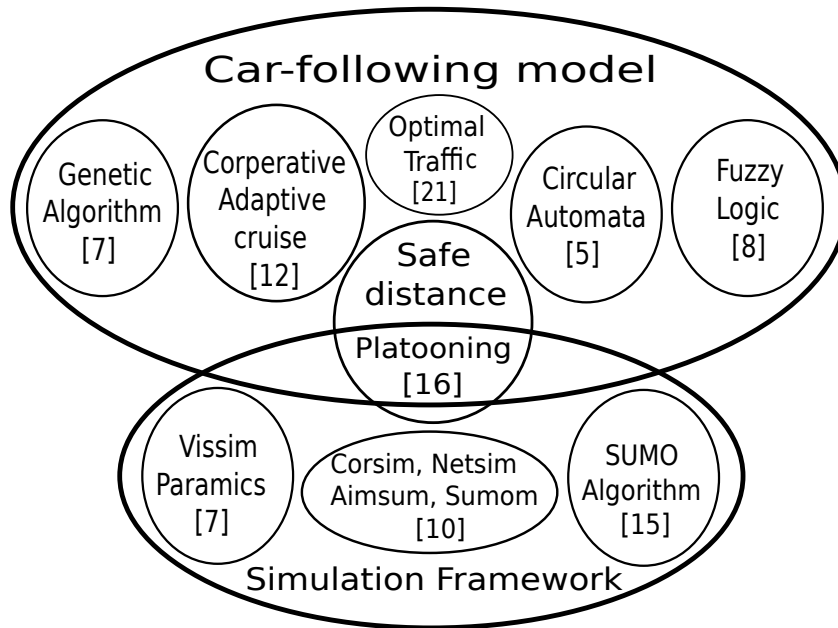 Car-following model
Genetic
Algorithm
[7]
Corperative
Adaptive
cruise
[12]
Optimal
Traffic
[21]
Circular
Automata
[5]
Fuzzy
Logic
[8]
Safe
distance
Platooning
[16]
Vissim
Paramics
[7]
Corsim, Netsim
Aimsum, Sumom
[10]
SUMO
Algorithm
[15]
Simulation Framework